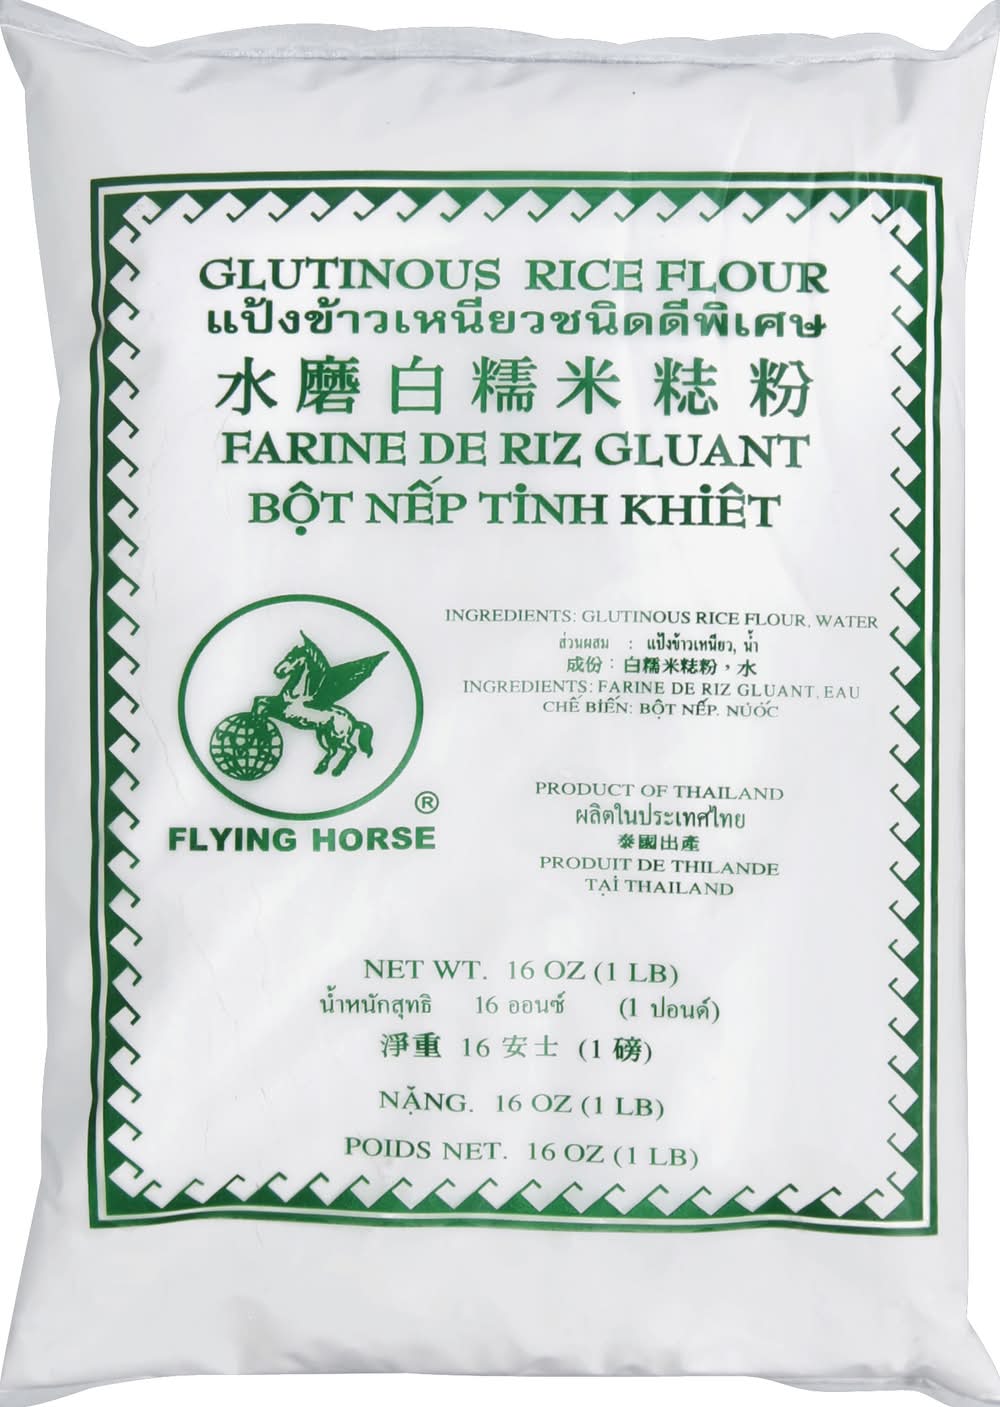 GLUTINOUS RICE FLOUR
แป้งข้าวเหนียวชนิดดีพิเศษ
水磨白糯米粩粉
FARINE DE RIZ GLUANT
BỘT NẾP TiNH KHiÊT
INGREDIENTS: GLUTINOUS RICE FLOUR, WATER
ส่วนผสม : แป้งข้าวเหนียว, น้ำ
成份：白糯米粩粉，水
INGREDIENTS: FARINE DE RIZ GLUANT, EAU
CHẾ BIẾN: BỘT NẾP. NƯỚC
®
FLYING HORSE
PRODUCT OF THAILAND
ผลิตในประเทศไทย
泰國出產
PRODUIT DE THILANDE
TẠi THAILAND
NET WT. 16 OZ (1 LB)
น้ำหนักสุทธิ 16 ออนซ์ (1 ปอนด์)
淨重 16 安士 (1 磅)
NẶNG. 16 OZ (1 LB)
POIDS NET. 16 OZ (1 LB)